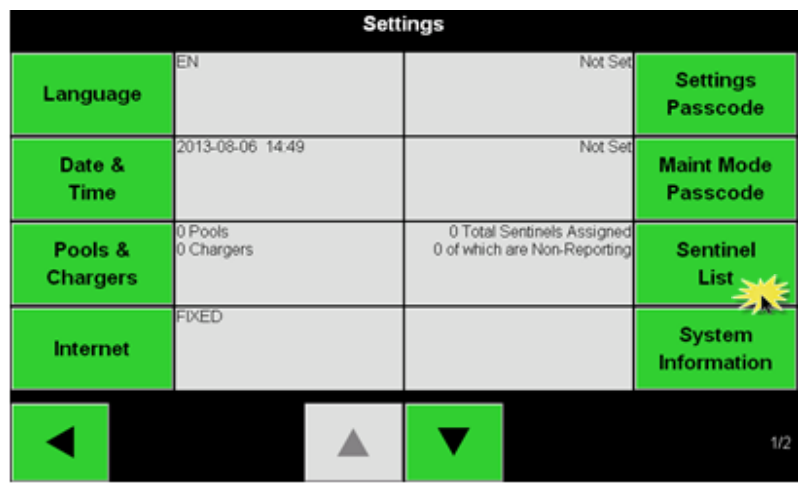 Settings
Language
EN
Not Set
Settings
Passcode
Date &
Time
2013-08-06 14:49
Not Set
Maint Mode
Passcode
Pools &
Chargers
0 Pools
0 Chargers
0 Total Sentinels Assigned
0 of which are Non-Reporting
Sentinel
List
Internet
FIXED
System
Information
1/2